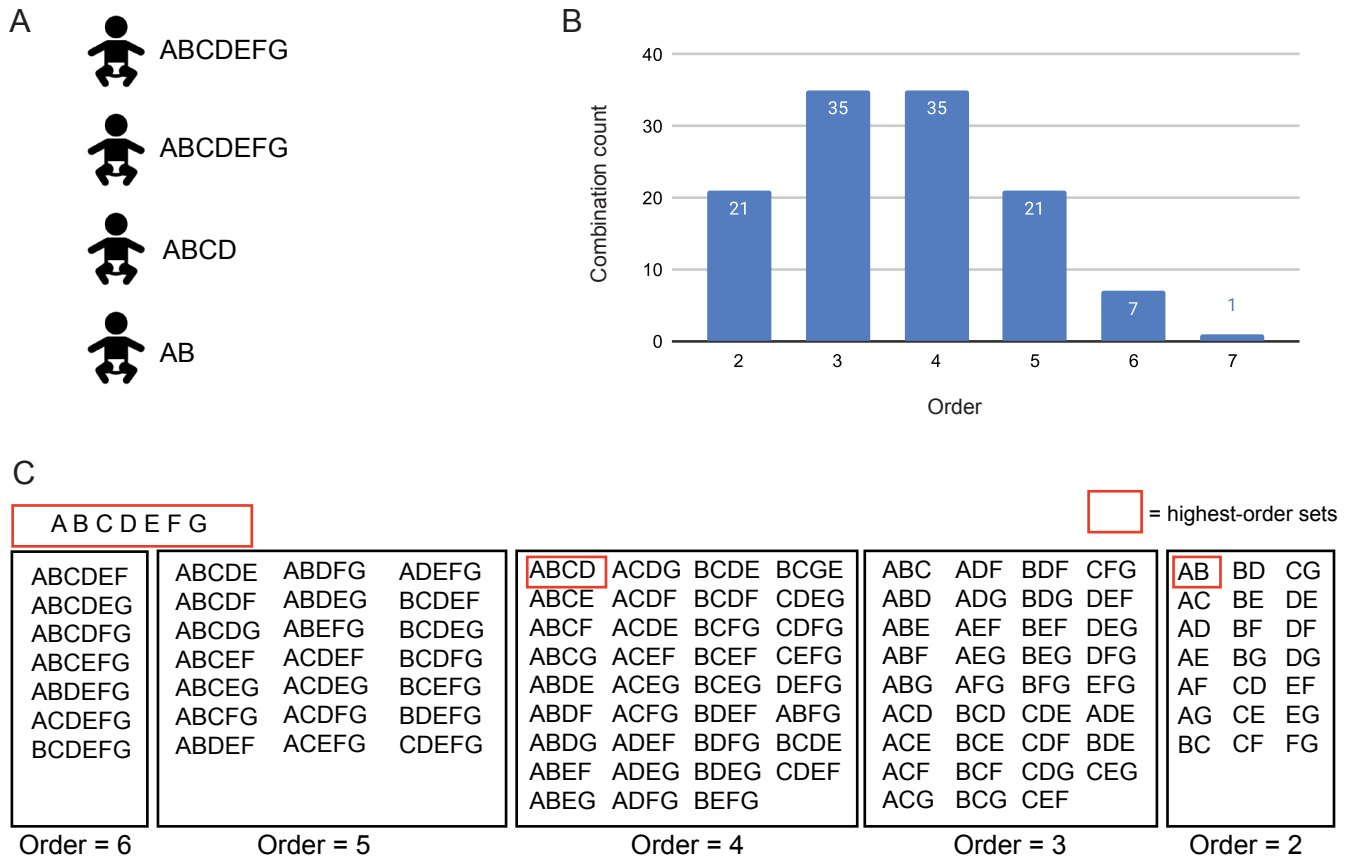 A
ABCDEFG
ABCDEFG
ABCD
AB
B
Combination count
40
30
20
10
0
21
35
35
21
7
1
2 3 4 5 6 7
Order
C
A B C D E F G
= highest-order sets
ABCDEF
ABCDEG
ABCDFG
ABCEFG
ABDEFG
ACDEFG
BCDEFG
Order = 6
ABCDE ABDFG ADEFG
ABCDF ABDEG BCDEF
ABCDG ABEFG BCDEG
ABCEF ACDEF BCDFG
ABCEG ACDEG BCEFG
ABCFG ACDFG BDEFG
ABDEF ACEFG CDEFG
Order = 5
ABCD ACDG BCDE BCGE
ABCE ACDF BCDF CDEG
ABCF ACDE BCFG CDFG
ABCG ACEF BCEF CEFG
ABDE ACEG BCEG DEFG
ABDF ACFG BDEF ABFG
ABDG ADEF BDFG BCDE
ABEF ADEG BDEG CDEF
ABEG ADFG BEFG
Order = 4
ABC ADF BDF CFG
ABD ADG BDG DEF
ABE AEF BEF DEG
ABF AEG BEG DFG
ABG AFG BFG EFG
ACD BCD CDE ADE
ACE BCE CDF BDE
ACF BCF CDG CEG
ACG BCG CEF
Order = 3
AB BD CG
AC BE DE
AD BF DF
AE BG DG
AF CD EF
AG CE EG
BC CF FG
Order = 2